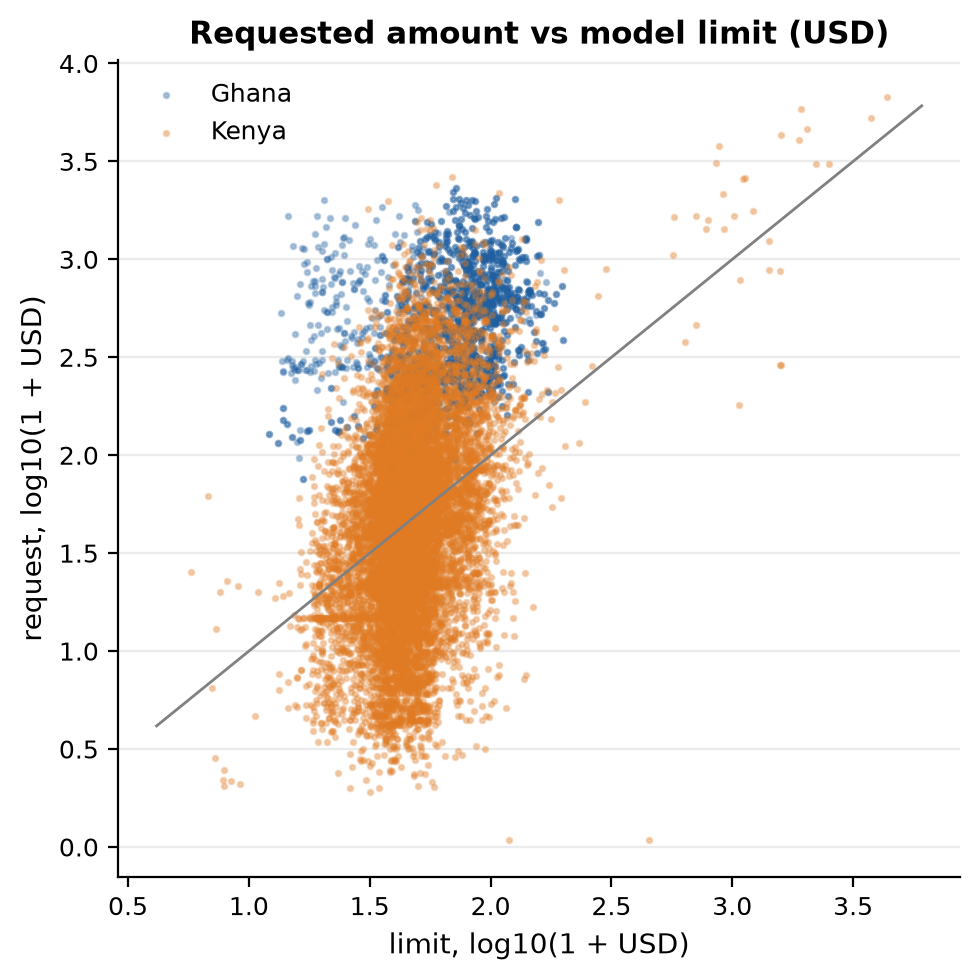 Requested amount vs model limit (USD)
Ghana
Kenya
request, log10(1 + USD)
4.0
3.5
3.0
2.5
2.0
1.5
1.0
0.5
0.0
0.5 1.0 1.5 2.0 2.5 3.0 3.5
limit, log10(1 + USD)